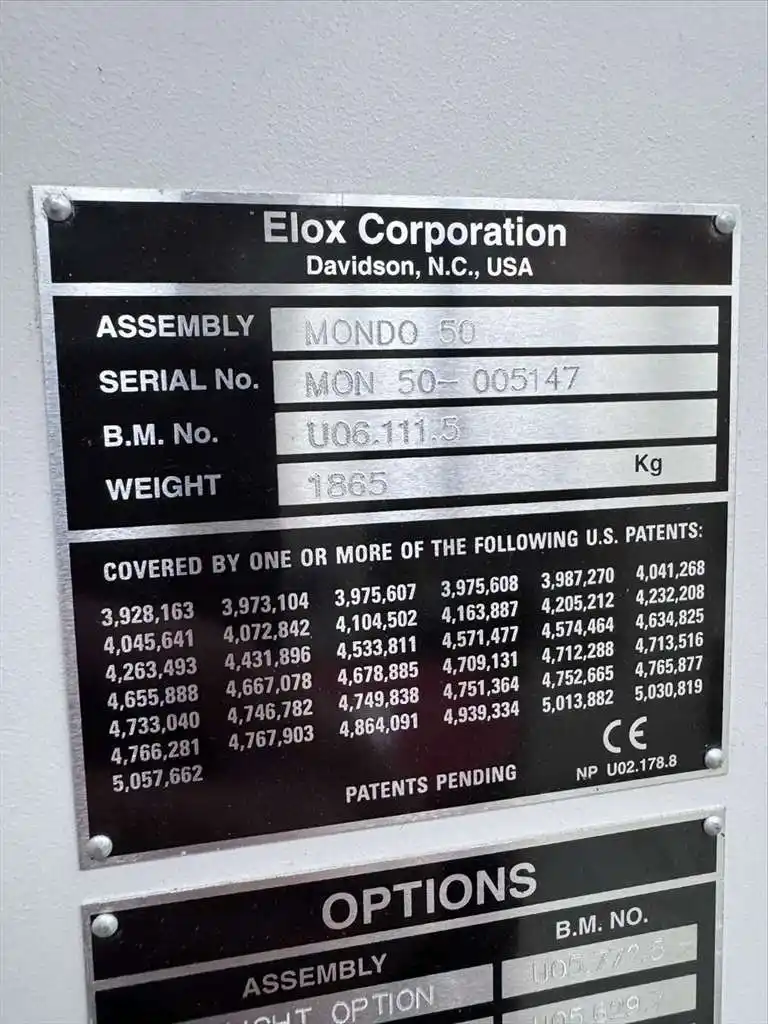 Elox Corporation
Davidson, N.C., USA
ASSEMBLY MONDO 50
SERIAL No. MON 50- 005147
B.M. No. U06.111.5
WEIGHT 1865 Kg
COVERED BY ONE OR MORE OF THE FOLLOWING U.S. PATENTS:
3,928,163 3,973,104 3,975,607 3,975,608 3,987,270 4,041,268
4,045,641 4,072,842 4,104,502 4,163,887 4,205,212 4,232,208
4,263,493 4,431,896 4,533,811 4,571,477 4,574,464 4,634,825
4,655,888 4,667,078 4,678,885 4,709,131 4,712,288 4,713,516
4,733,040 4,746,782 4,749,838 4,751,364 4,752,665 4,765,877
4,766,281 4,767,903 4,864,091 4,939,334 5,013,882 5,030,819
5,057,662
CE
PATENTS PENDING NP U02.178.8
OPTIONS
ASSEMBLY B.M. NO.
OPTION